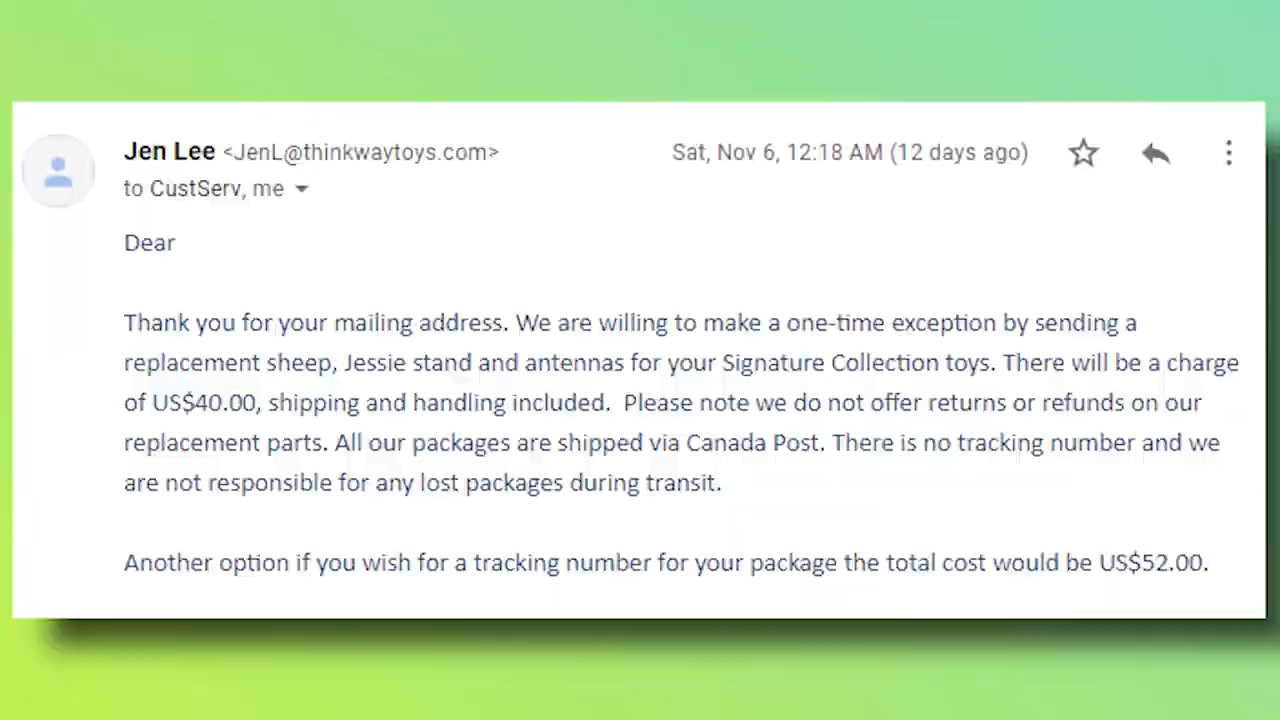 Jen Lee <JenL@thinkwaytoys.com>
Sat, Nov 6, 12:18 AM (12 days ago)
to CustServ, me
Dear
Thank you for your mailing address. We are willing to make a one-time exception by sending a
replacement sheep, Jessie stand and antennas for your Signature Collection toys. There will be a charge
of US$40.00, shipping and handling included.  Please note we do not offer returns or refunds on our
replacement parts. All our packages are shipped via Canada Post. There is no tracking number and we
are not responsible for any lost packages during transit.
Another option if you wish for a tracking number for your package the total cost would be US$52.00.